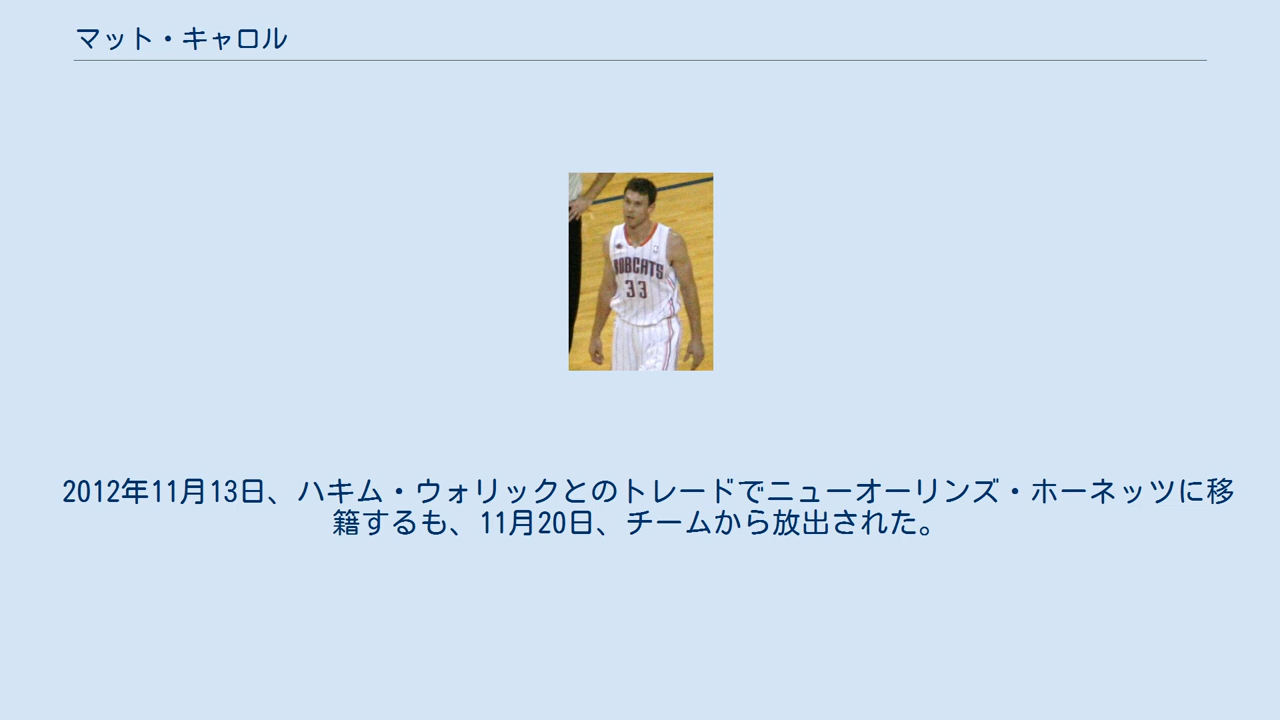 マット・キャロル
BOBCATS
33
2012年11月13日、ハキム・ウォリックとのトレードでニューオーリンズ・ホーネッツに移
籍するも、11月20日、チームから放出された。